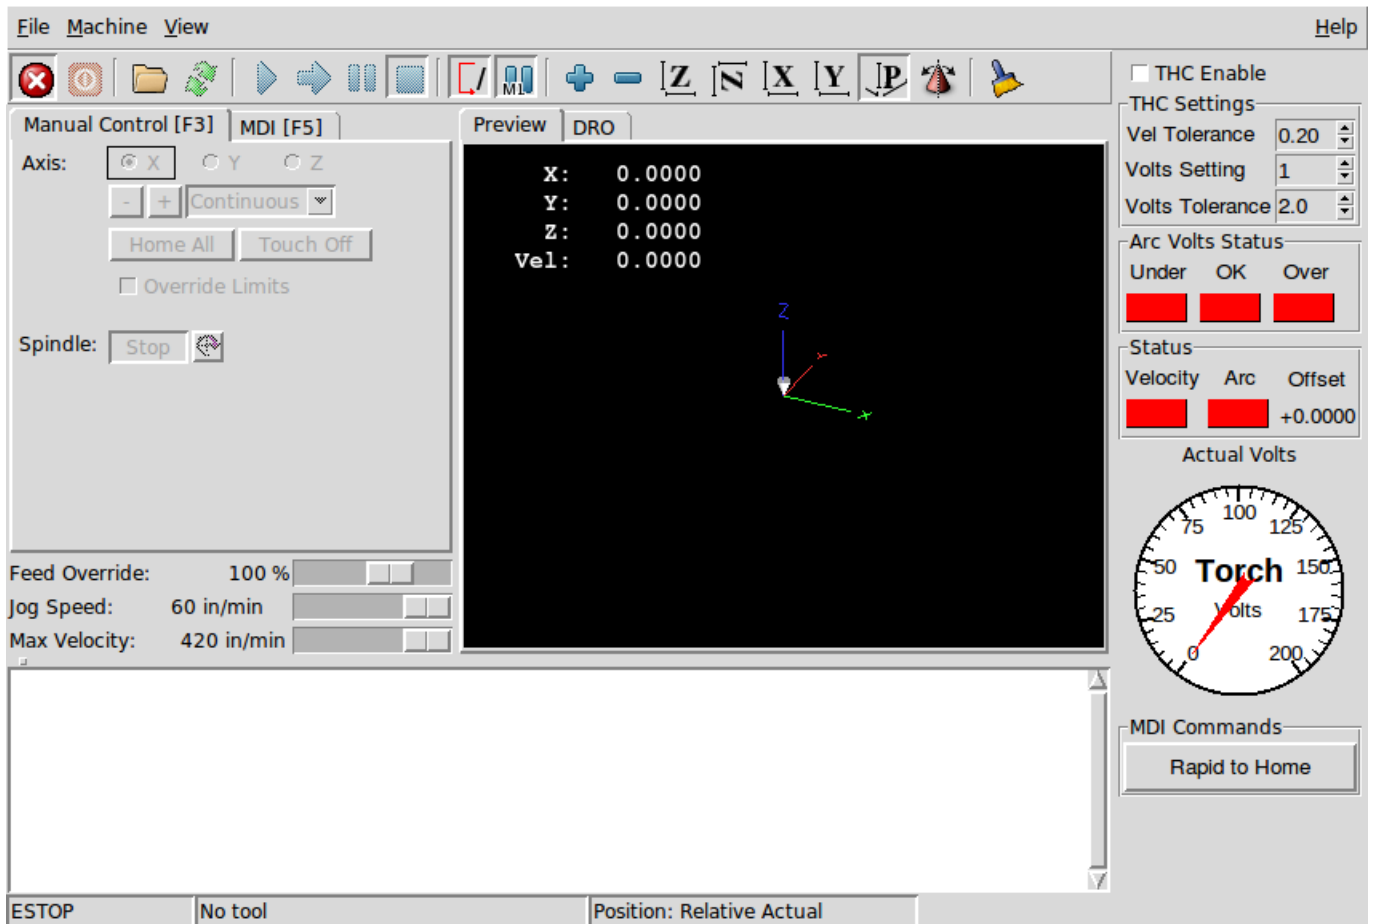 File Machine View Help
Z N X Y P
M1
Manual Control [F3] MDI [F5]
Axis: X Y Z
- + Continuous
Home All Touch Off
Override Limits
Spindle: Stop
Feed Override: 100 %
Jog Speed: 60 in/min
Max Velocity: 420 in/min
Preview DRO
X: 0.0000
Y: 0.0000
Z: 0.0000
Vel: 0.0000
Z
Y
X
THC Enable
THC Settings
Vel Tolerance 0.20
Volts Setting 1
Volts Tolerance 2.0
Arc Volts Status
Under OK Over
Status
Velocity Arc Offset
+0.0000
Actual Volts
0 25 50 75 100 125 150 175 200
Torch
Volts
MDI Commands
Rapid to Home
ESTOP No tool Position: Relative Actual